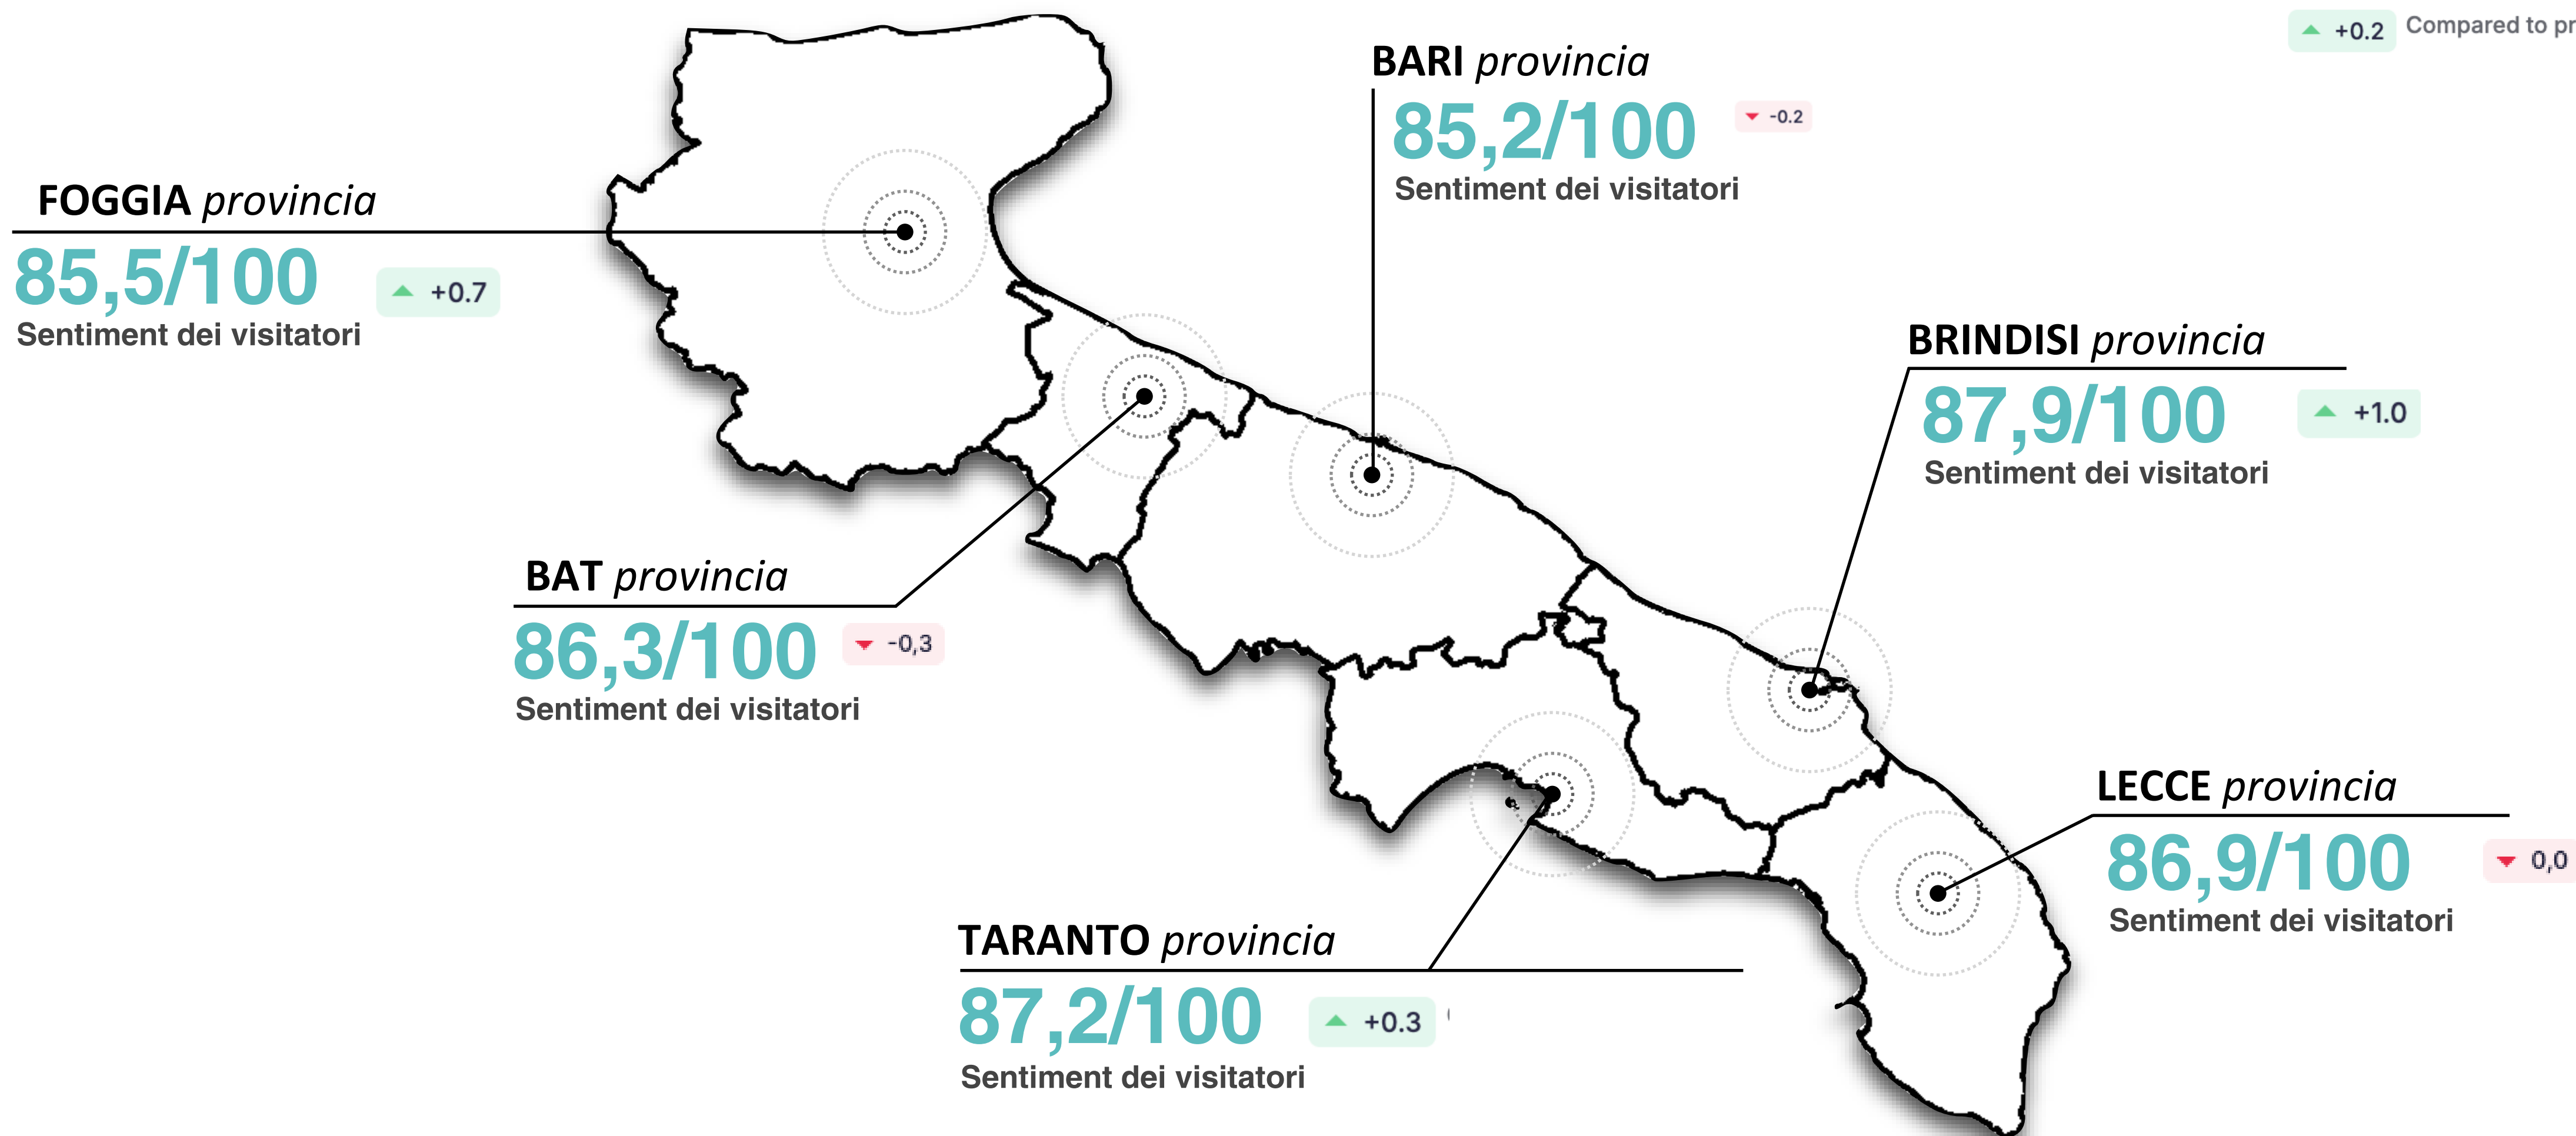 +0.2 Compared to pr
BARI provincia
85,2/100 -0.2
Sentiment dei visitatori
FOGGIA provincia
85,5/100 +0.7
Sentiment dei visitatori
BRINDISI provincia
87,9/100 +1.0
Sentiment dei visitatori
BAT provincia
86,3/100 -0,3
Sentiment dei visitatori
LECCE provincia
86,9/100 0,0
Sentiment dei visitatori
TARANTO provincia
87,2/100 +0.3
Sentiment dei visitatori